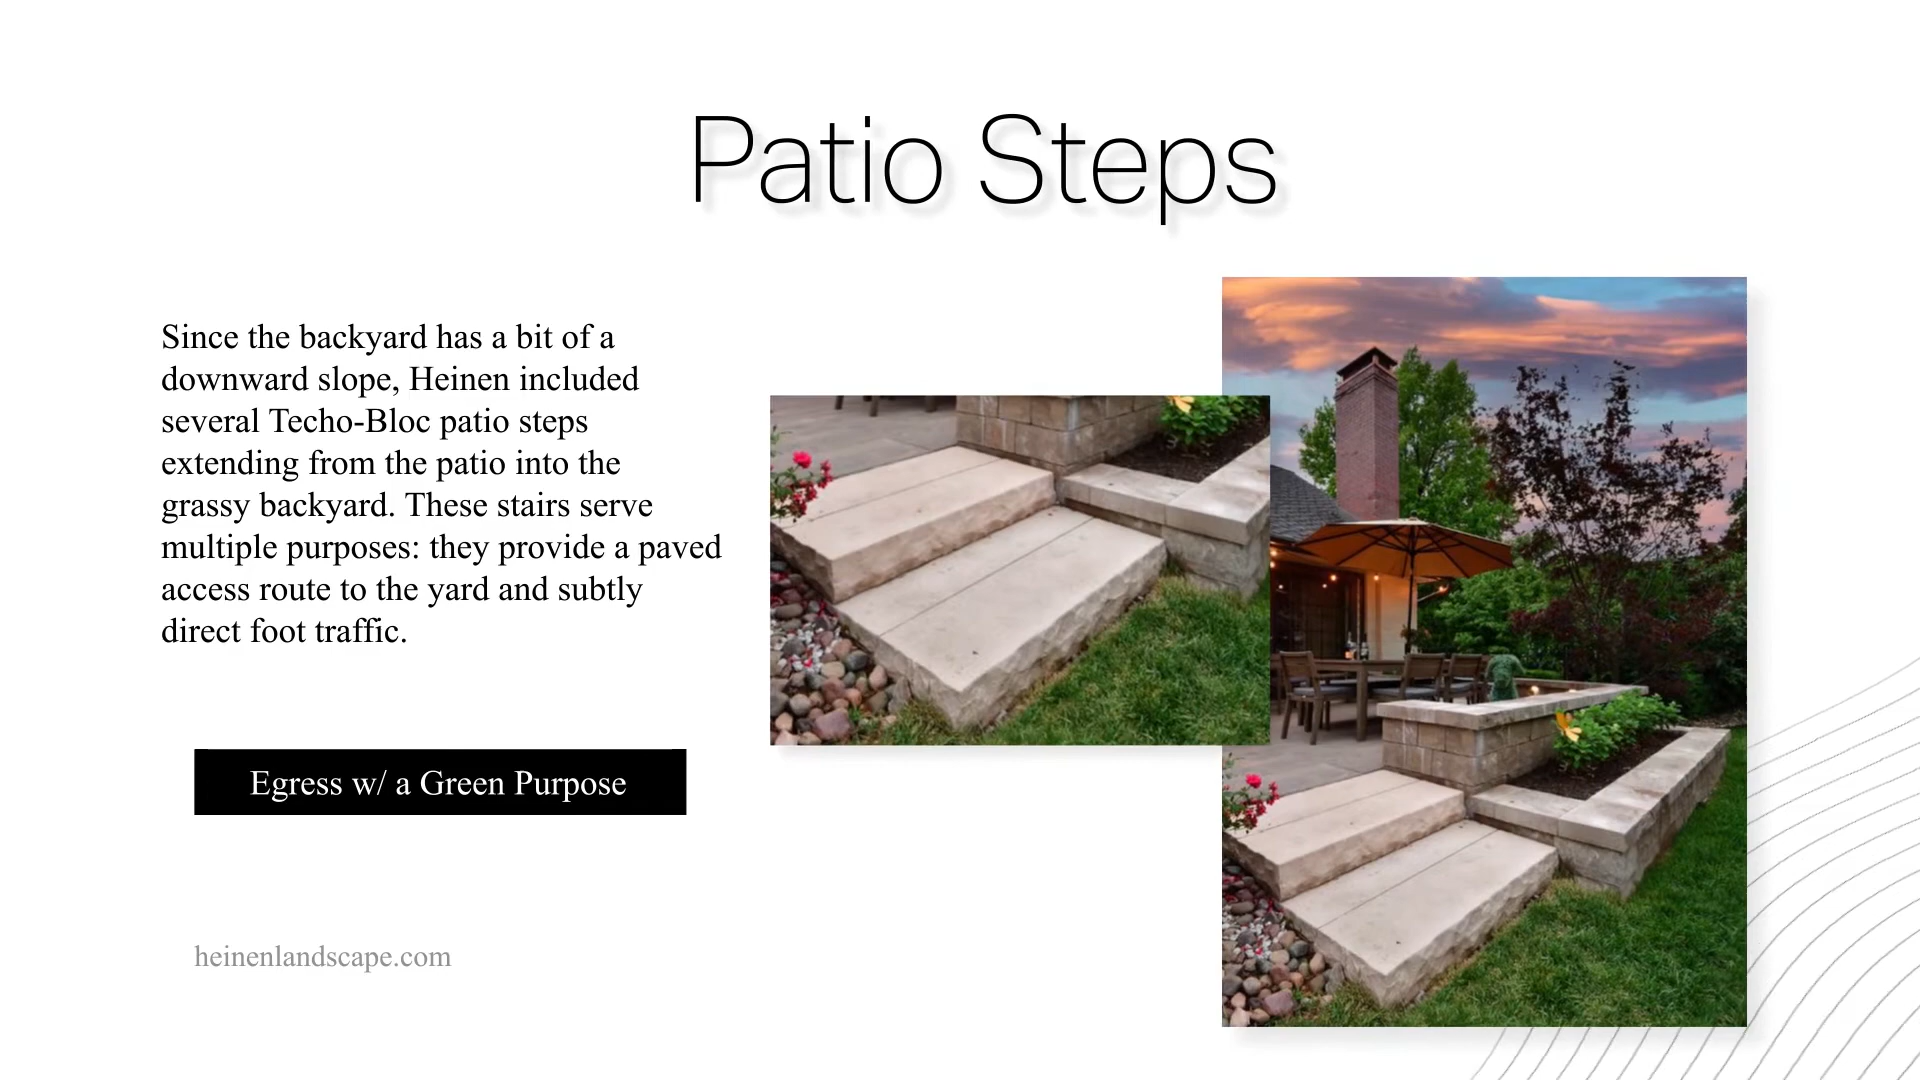 Patio Steps
Since the backyard has a bit of a
downward slope, Heinen included
several Techo-Bloc patio steps
extending from the patio into the
grassy backyard. These stairs serve
multiple purposes: they provide a paved
access route to the yard and subtly
direct foot traffic.
Egress w/ a Green Purpose
heinenlandscape.com